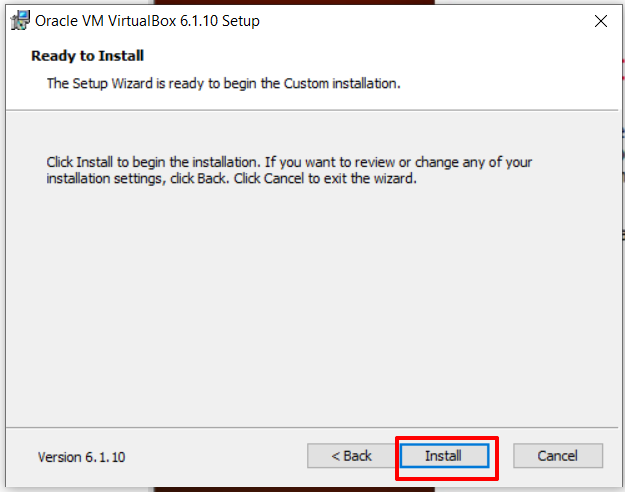 Oracle VM VirtualBox 6.1.10 Setup
Ready to Install
The Setup Wizard is ready to begin the Custom installation.
Click Install to begin the installation. If you want to review or change any of your
installation settings, click Back. Click Cancel to exit the wizard.
Version 6.1.10
< Back
Install
Cancel